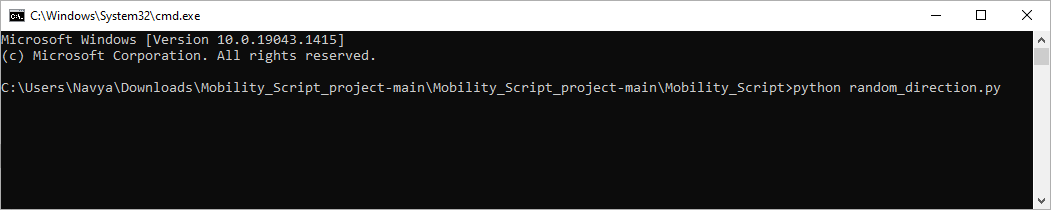 C:\Windows\System32\cmd.exe
Microsoft Windows [Version 10.0.19043.1415]
(c) Microsoft Corporation. All rights reserved.
C:\Users\Navya\Downloads\Mobility_Script_project-main\Mobility_Script_project-main\Mobility_Script>python random_direction.py